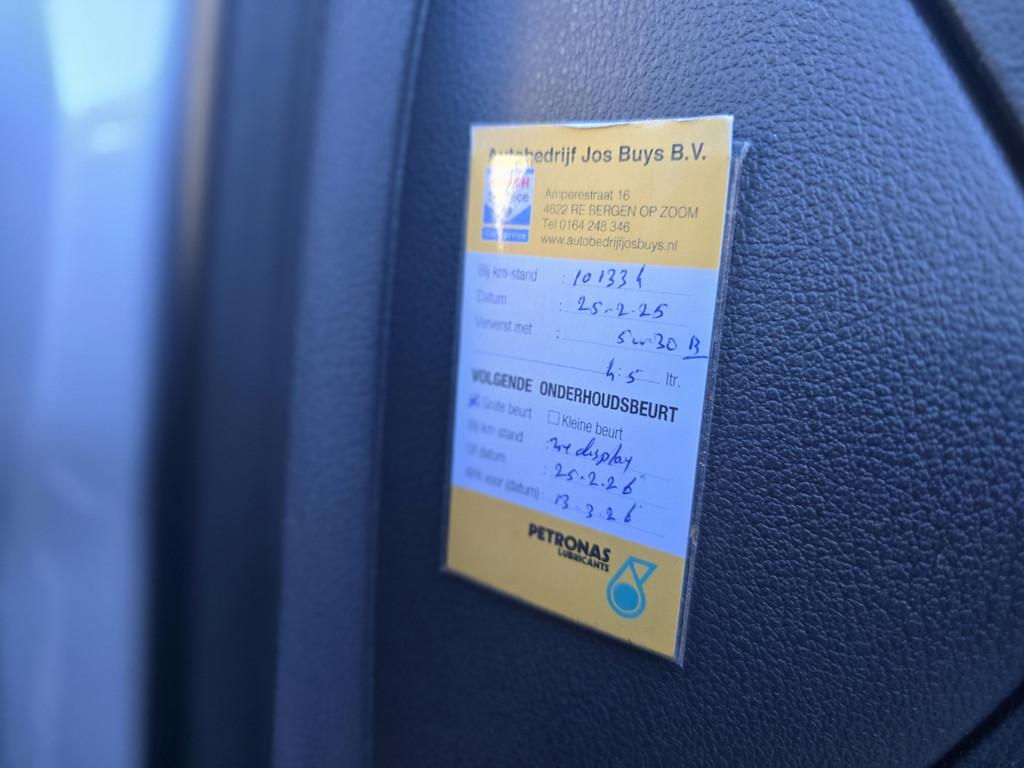 Autobedrijf Jos Buys B.V.
Service
Amperestraat 16
4622 RE BERGEN OP ZOOM
Tel 0164 248 346
www.autobedrijfjosbuys.nl
Bij km-stand : 101334
Datum : 25-2-25
Ververst met : 5w30 B
4.5 ltr.
VOLGENDE ONDERHOUDSBEURT
Grote beurt Kleine beurt
Bij km-stand : zie display
Of datum : 25.2.26
APK voor (datum) : 13.3.26
PETRONAS
LUBRICANTS